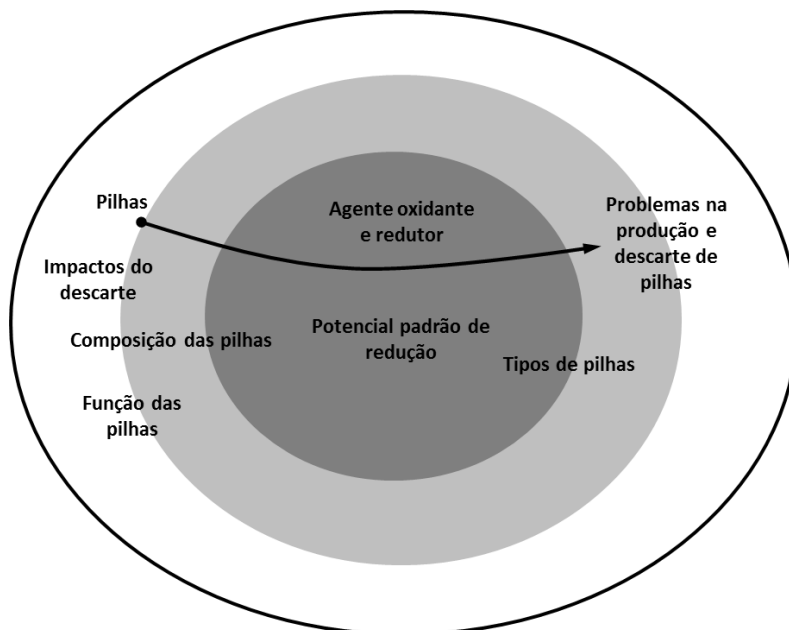 Pilhas
Impactos do
descarte
Composição das pilhas
Função das
pilhas
Agente oxidante
e redutor
Potencial padrão de
redução
Tipos de pilhas
Problemas na
produção e
descarte de
pilhas